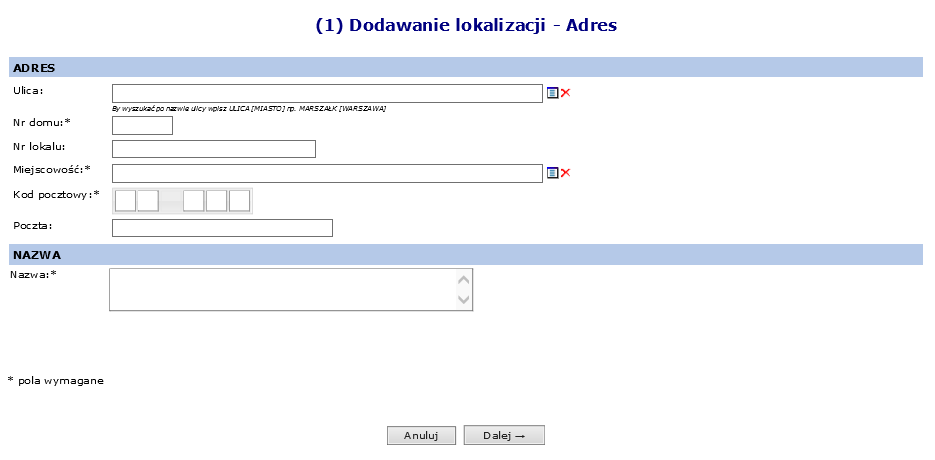 (1) Dodawanie lokalizacji - Adres
ADRES
Ulica:
By wyszukać po nazwie ulicy wpisz ULICA [MIASTO] np. MARSZAŁK [WARSZAWA]
Nr domu:*
Nr lokalu:
Miejscowość:*
Kod pocztowy:*
Poczta:
NAZWA
Nazwa:*
* pola wymagane
Anuluj Dalej →